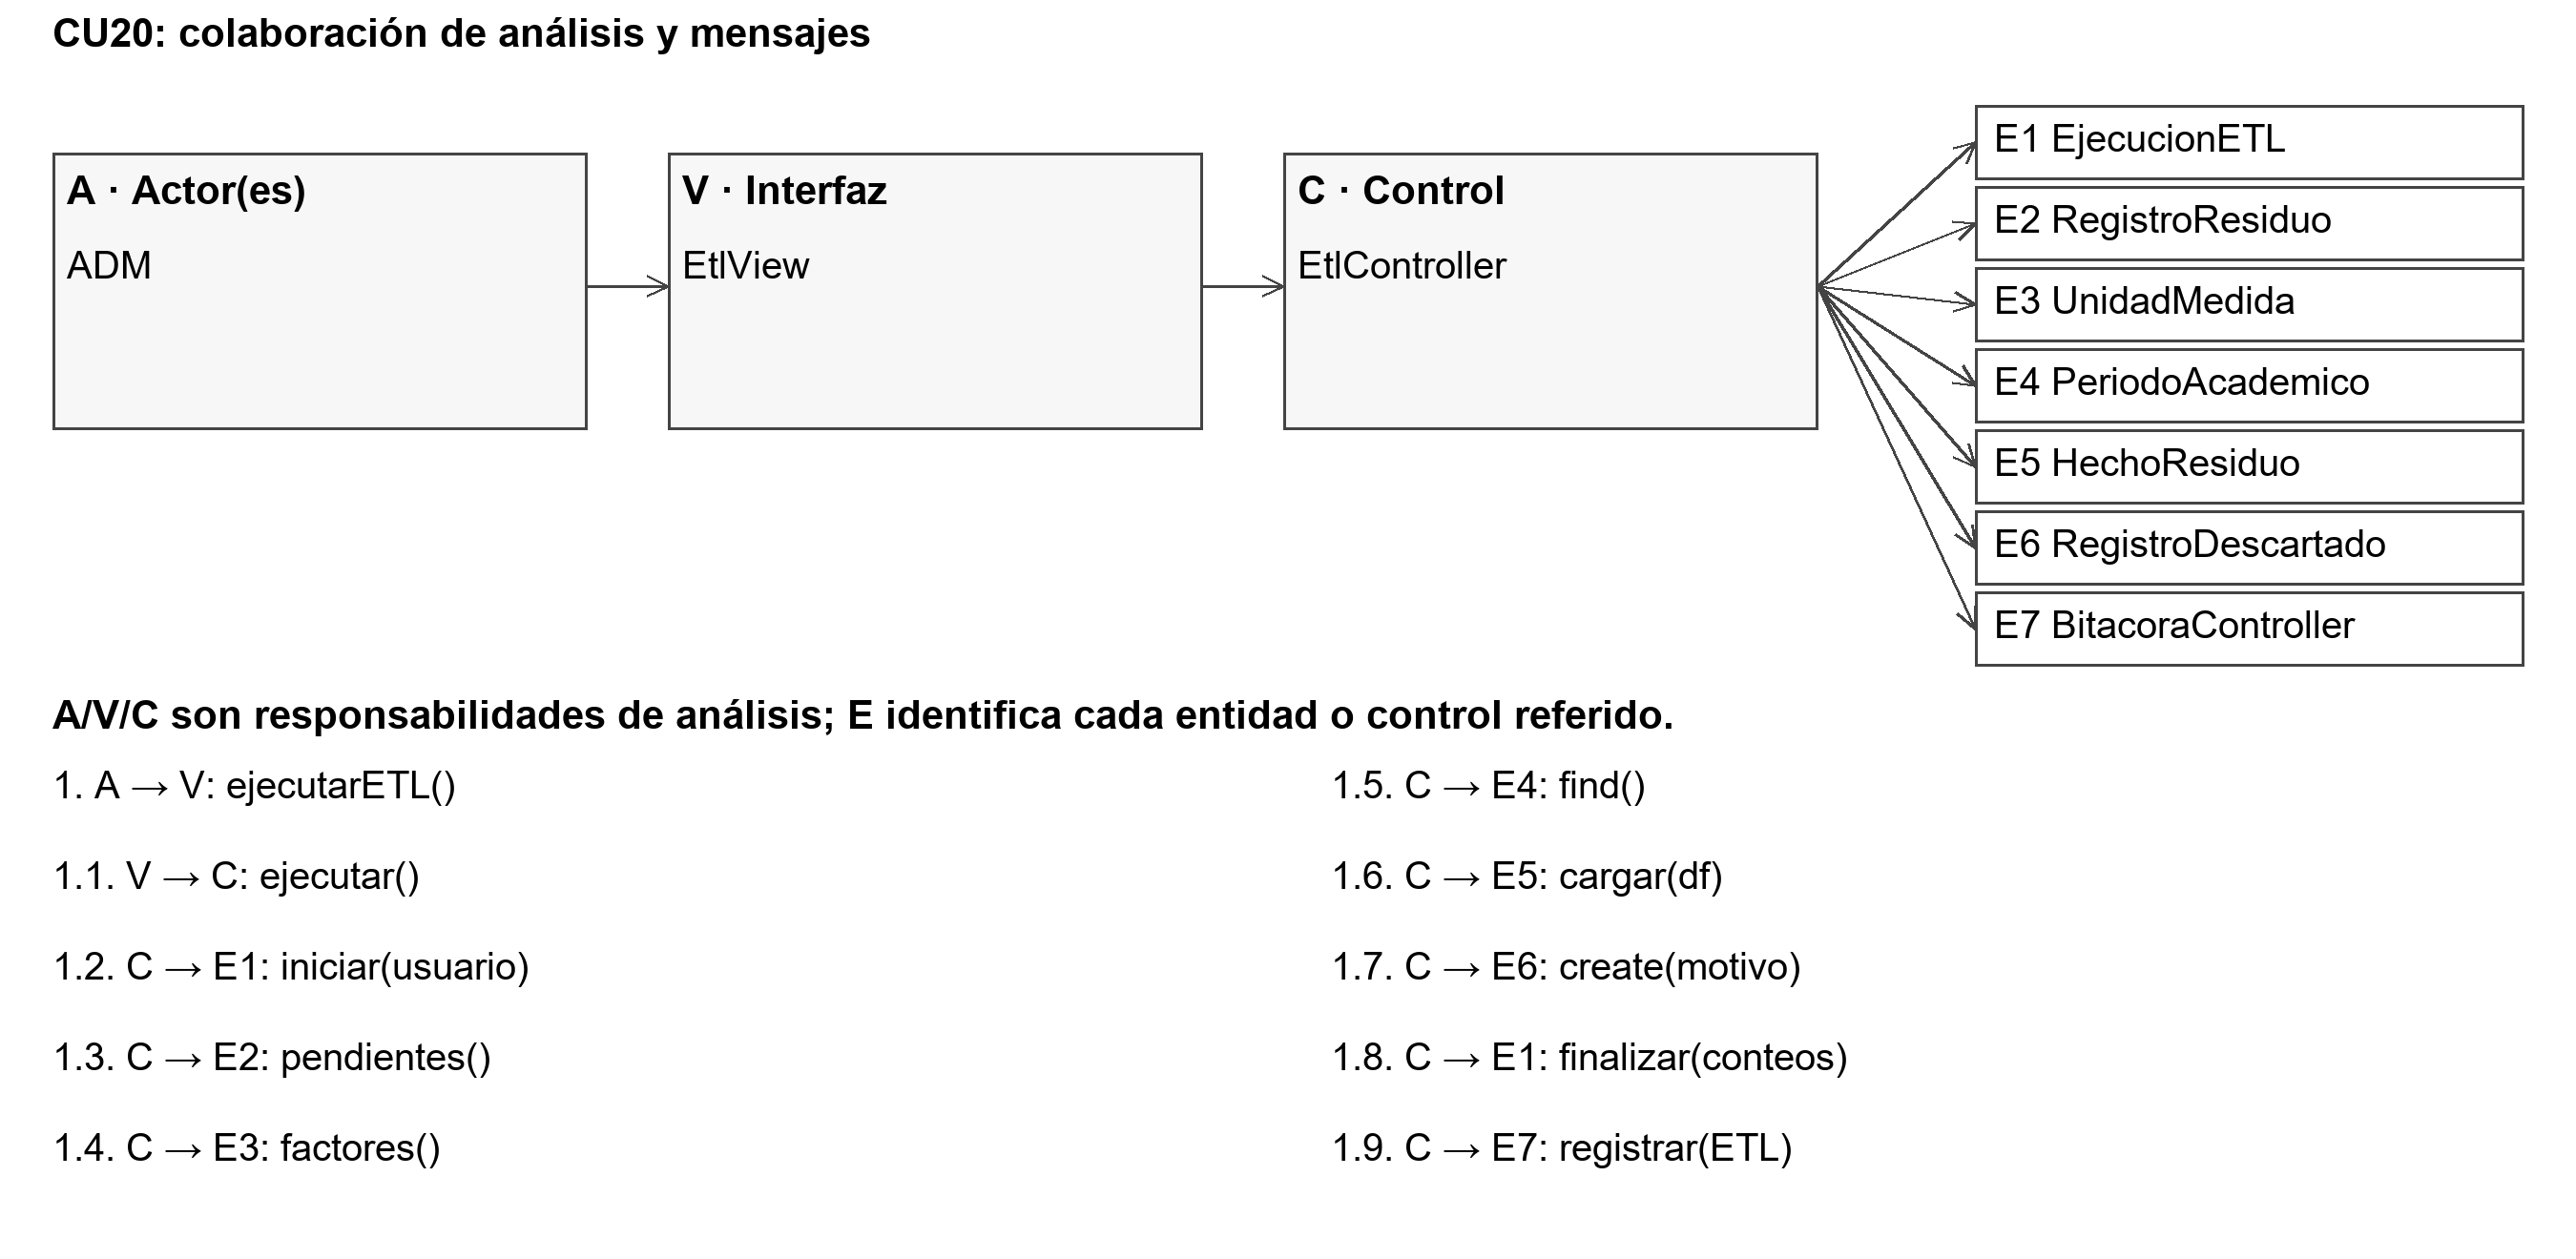 CU20: colaboración de análisis y mensajes
A · Actor(es)
ADM
V · Interfaz
EtlView
C · Control
EtlController
E1 EjecucionETL
E2 RegistroResiduo
E3 UnidadMedida
E4 PeriodoAcademico
E5 HechoResiduo
E6 RegistroDescartado
E7 BitacoraController
A/V/C son responsabilidades de análisis; E identifica cada entidad o control referido.
1. A → V: ejecutarETL()
1.1. V → C: ejecutar()
1.2. C → E1: iniciar(usuario)
1.3. C → E2: pendientes()
1.4. C → E3: factores()
1.5. C → E4: find()
1.6. C → E5: cargar(df)
1.7. C → E6: create(motivo)
1.8. C → E1: finalizar(conteos)
1.9. C → E7: registrar(ETL)